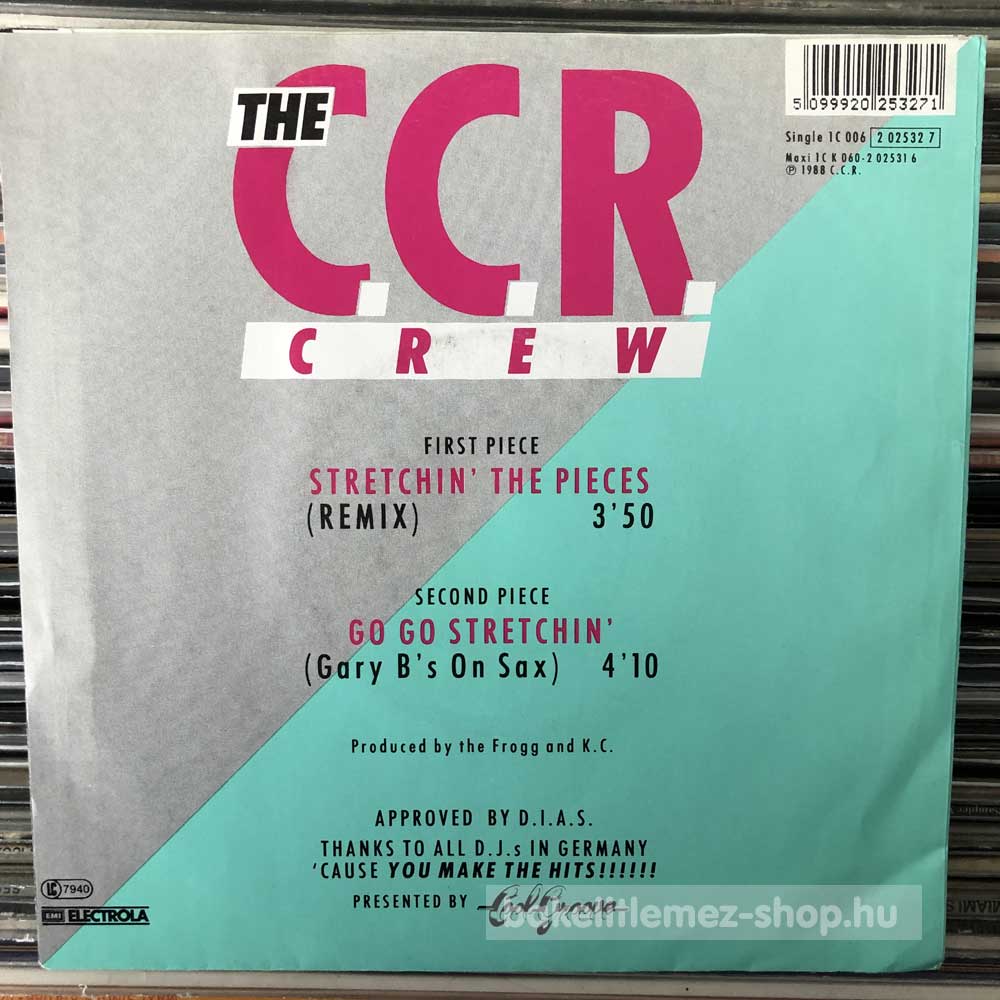 THE
C.C.R.
CREW
5 099920 253271
Single 1C 006 2 02532 7
Maxi 1C K 060-2 02531 6
℗ 1988 C.C.R.
FIRST PIECE
STRETCHIN' THE PIECES
(REMIX) 3'50
SECOND PIECE
GO GO STRETCHIN'
(Gary B's On Sax) 4'10
Produced by the Frogg and K.C.
APPROVED BY D.I.A.S.
THANKS TO ALL D.J.s IN GERMANY
'CAUSE YOU MAKE THE HITS!!!!!!
PRESENTED BY Cool Groove
LC 7940
EMI ELECTROLA
bakelitlemez-shop.hu
MIAMI